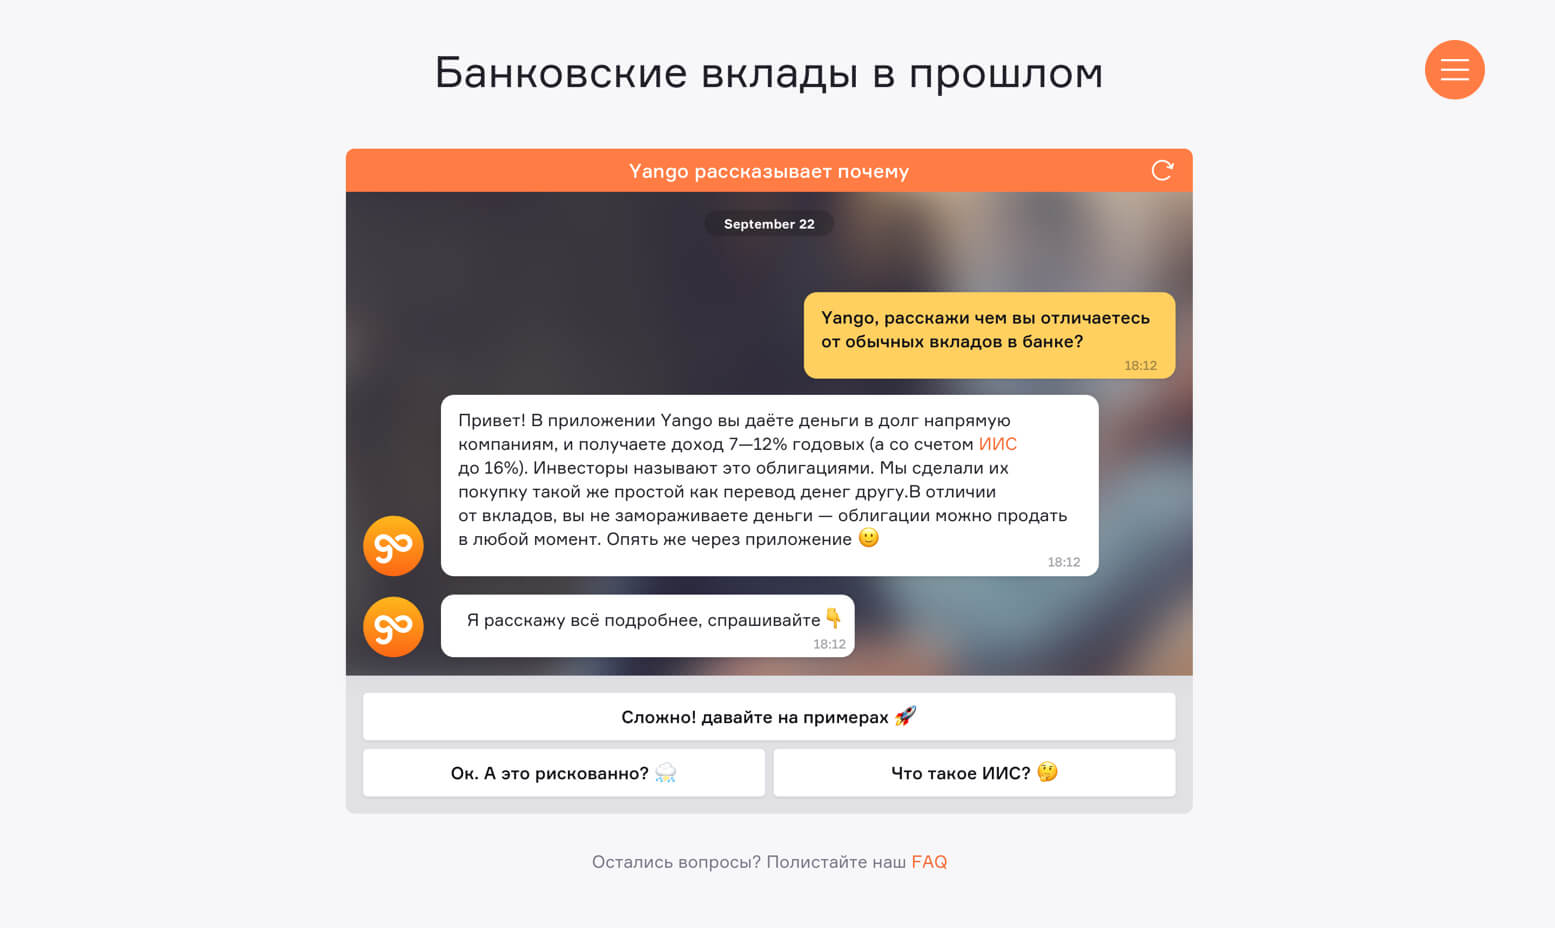 Банковские вклады в прошлом
Yango рассказывает почему
September 22
Yango, расскажи чем вы отличаетесь
от обычных вкладов в банке?
18:12
Привет! В приложении Yango вы даёте деньги в долг напрямую
компаниям, и получаете доход 7—12% годовых (а со счетом ИИС
до 16%). Инвесторы называют это облигациями. Мы сделали их
покупку такой же простой как перевод денег другу.В отличии
от вкладов, вы не замораживаете деньги — облигации можно продать
в любой момент. Опять же через приложение 🙂
18:12
go
Я расскажу всё подробнее, спрашивайте👇
18:12
go
Сложно! давайте на примерах 🚀
Ок. А это рискованно? ⛈️
Что такое ИИС? 🤔
Остались вопросы? Полистайте наш FAQ